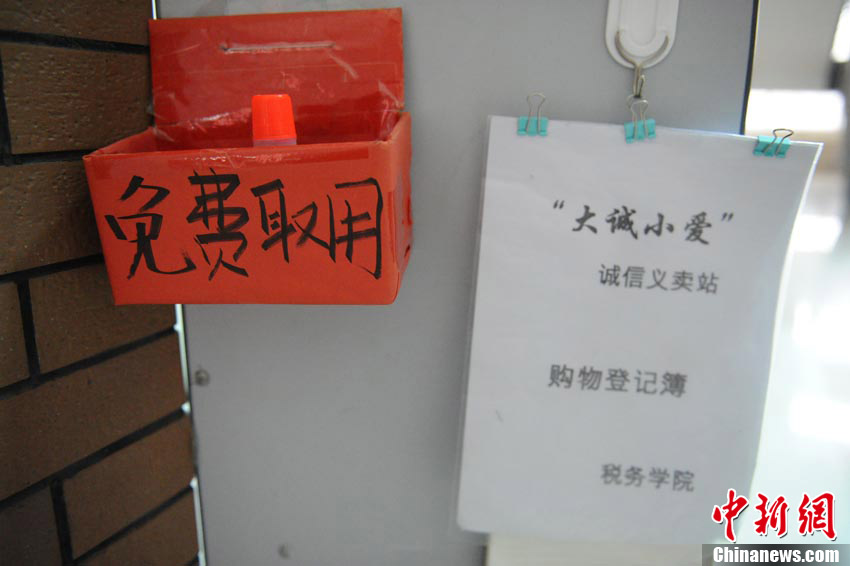 免费取用
“大诚小爱”
诚信义卖站
购物登记簿
税务学院
中新網
Chinanews.com